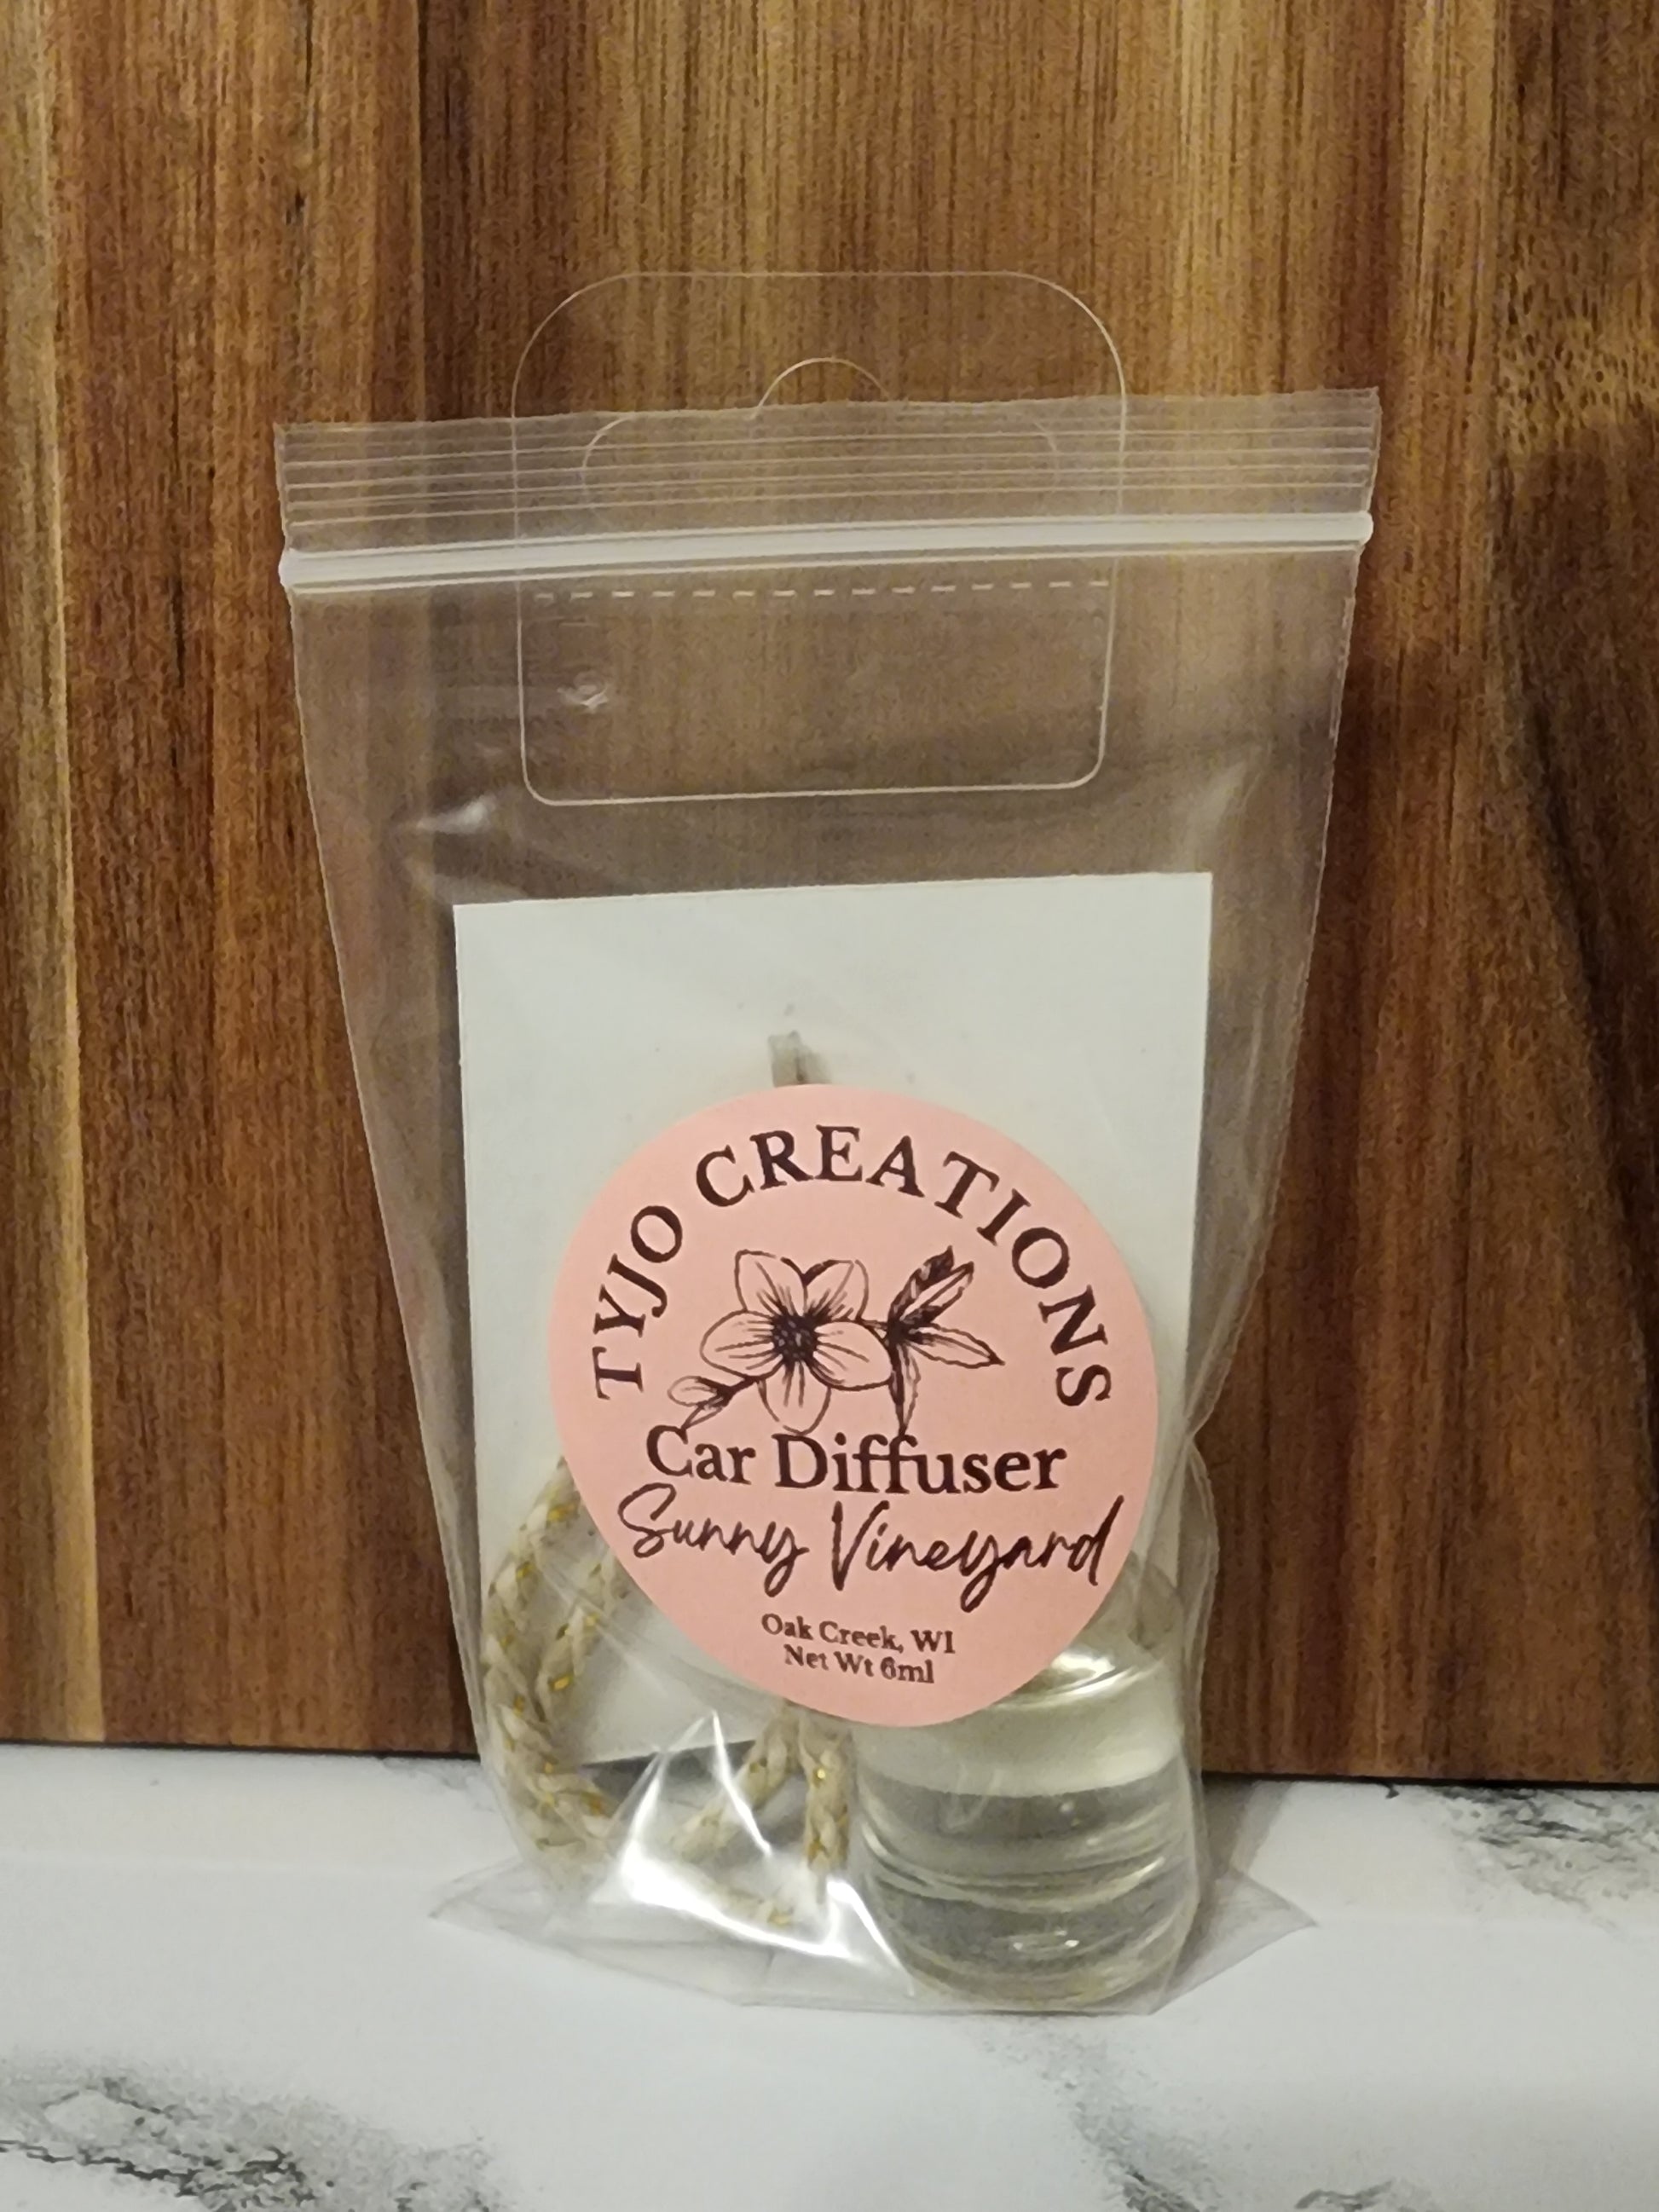 TYJO CREATIONS
Car Diffuser
Sunny Vineyard
Oak Creek, WI
Net Wt 6ml